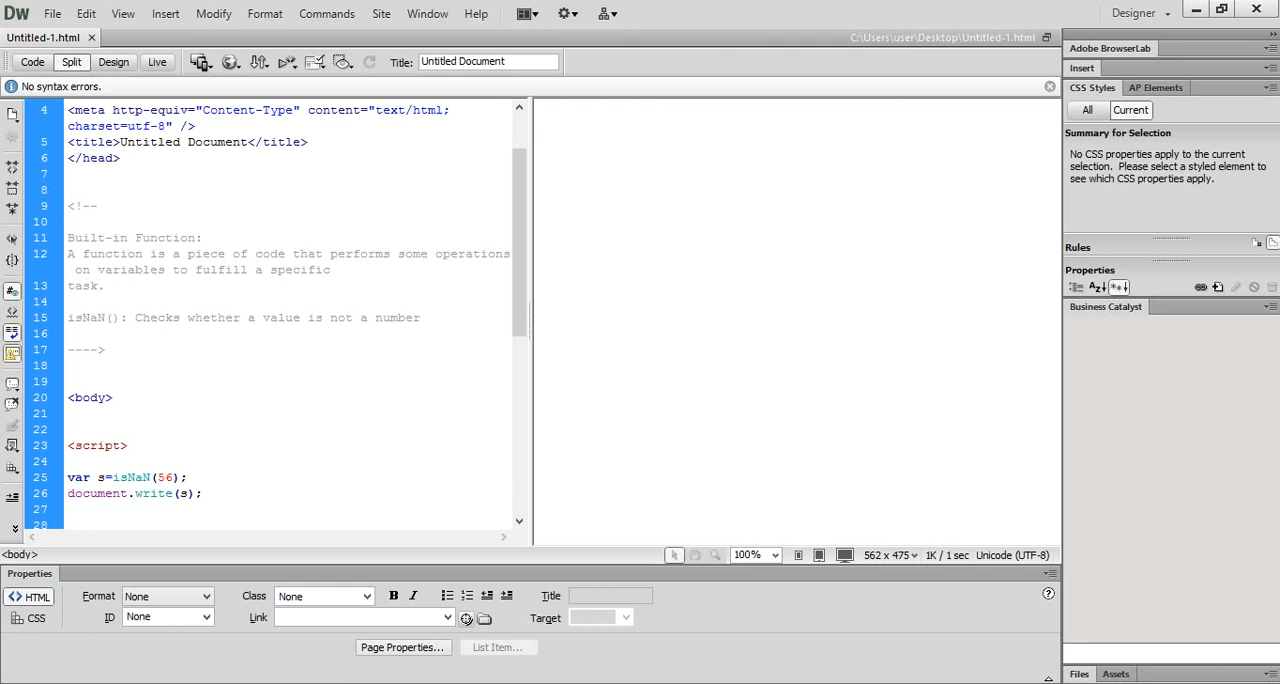 Dw File Edit View Insert Modify Format Commands Site Window Help Designer
Untitled-1.html C:\Users\user\Desktop\Untitled-1.html
Code Split Design Live Title: Untitled Document
No syntax errors.
4 <meta http-equiv="Content-Type" content="text/html;
charset=utf-8" />
5 <title>Untitled Document</title>
6 </head>
7
8
9 <!--
10
11 Built-in Function:
12 A function is a piece of code that performs some operations
on variables to fulfill a specific
13 task.
14
15 isNaN(): Checks whether a value is not a number
16
17 ---->
18
19
20 <body>
21
22
23 <script>
24
25 var s=isNaN(56);
26 document.write(s);
27
28
<body> 100% 562 x 475 1K / 1 sec Unicode (UTF-8)
Adobe BrowserLab
Insert
CSS Styles AP Elements
All Current
Summary for Selection
No CSS properties apply to the current
selection. Please select a styled element to
see which CSS properties apply.
Rules
Properties
Business Catalyst
Files Assets
Properties
<> HTML Format None Class None B I Title
CSS ID None Link Target
Page Properties... List Item...